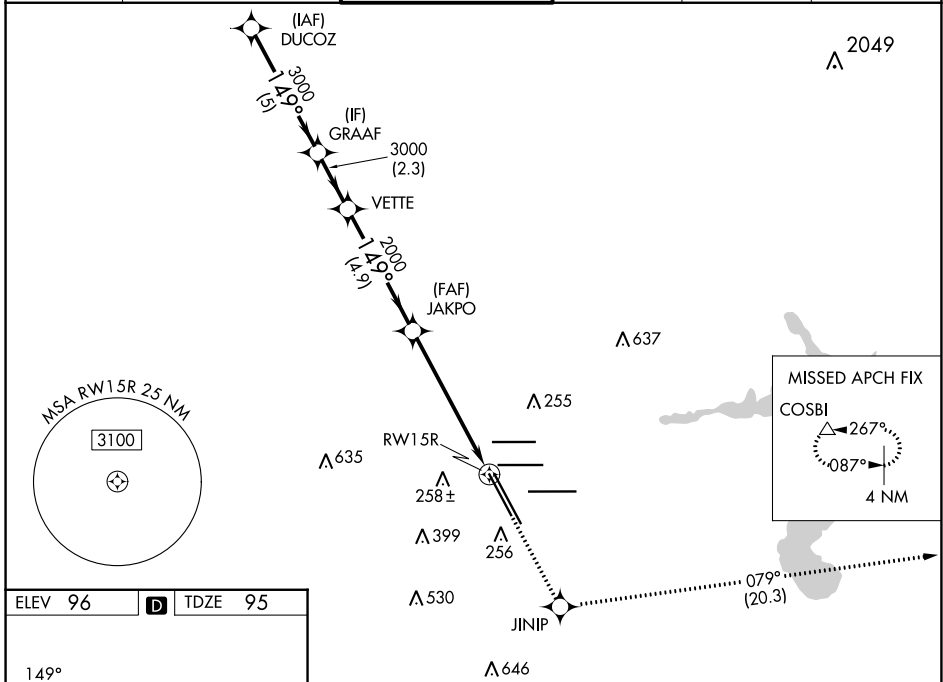 (IAF)
DUCOZ
2049
3000
149°
(5)
(IF)
GRAAF
3000
(2.3)
VETTE
2000
149°
(4.9)
(FAF)
JAKPO
637
MISSED APCH FIX
COSBI
267°
087°
4 NM
MSA RW15R 25 NM
3100
255
RW15R
635
258±
399
256
530
079°
(20.3)
JINIP
646
ELEV 96
D
TDZE 95
149°